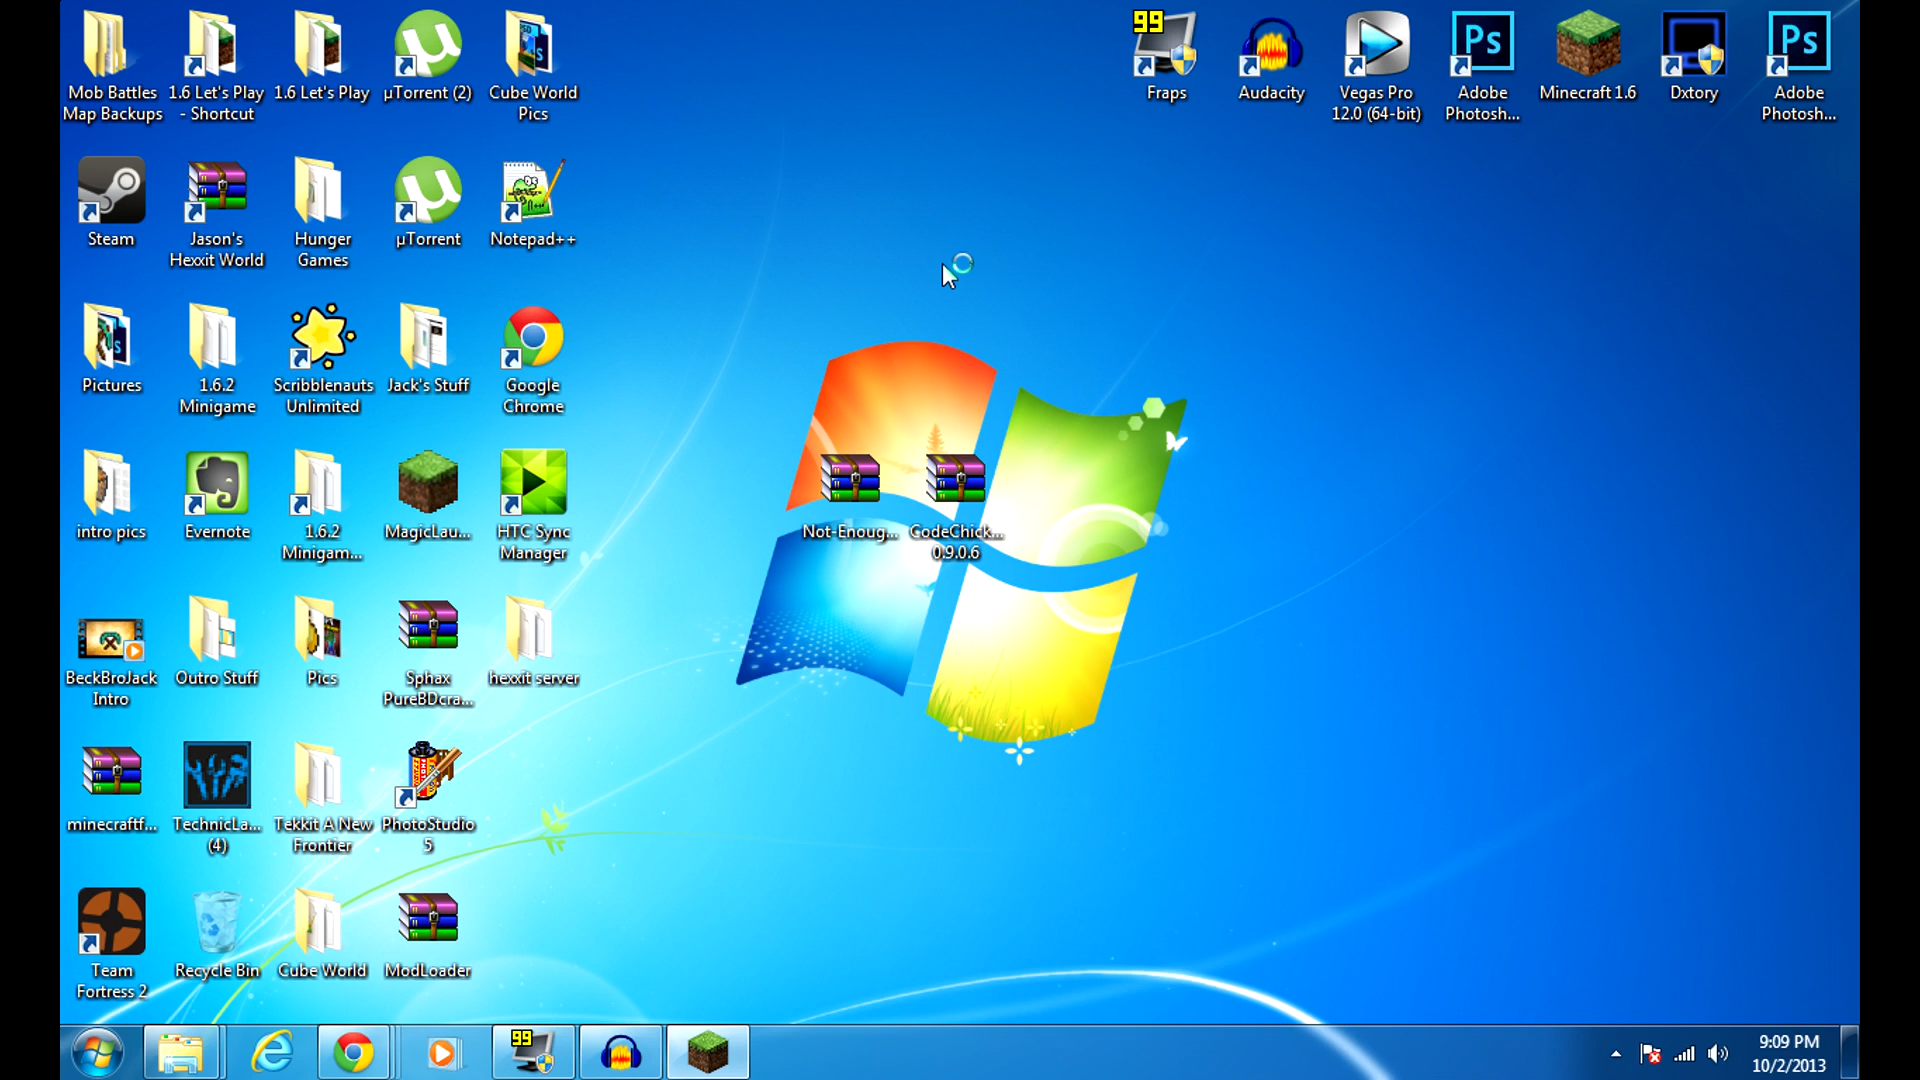 99
Mob Battles
Map Backups
1.6 Let's Play
- Shortcut
1.6 Let's Play
µTorrent (2)
Cube World
Pics
Fraps
Audacity
Vegas Pro
12.0 (64-bit)
Ps
Adobe
Photosh...
Minecraft 1.6
Dxtory
Ps
Adobe
Photosh...
Steam
Jason's
Hexxit World
Hunger
Games
µTorrent
Notepad++
Pictures
1.6.2
Minigame
Scribblenauts
Unlimited
Jack's Stuff
Google
Chrome
intro pics
Evernote
1.6.2
Minigam...
MagicLau...
HTC Sync
Manager
Not-Enoug...
CodeChick...
0.9.0.6
BeckBroJack
Intro
Outro Stuff
Pics
Sphax
PureBDcra...
hexxit server
minecraftf...
TechnicLa...
(4)
Tekkit A New
Frontier
PhotoStudio
5
Team
Fortress 2
Recycle Bin
Cube World
ModLoader
99
9:09 PM
10/2/2013